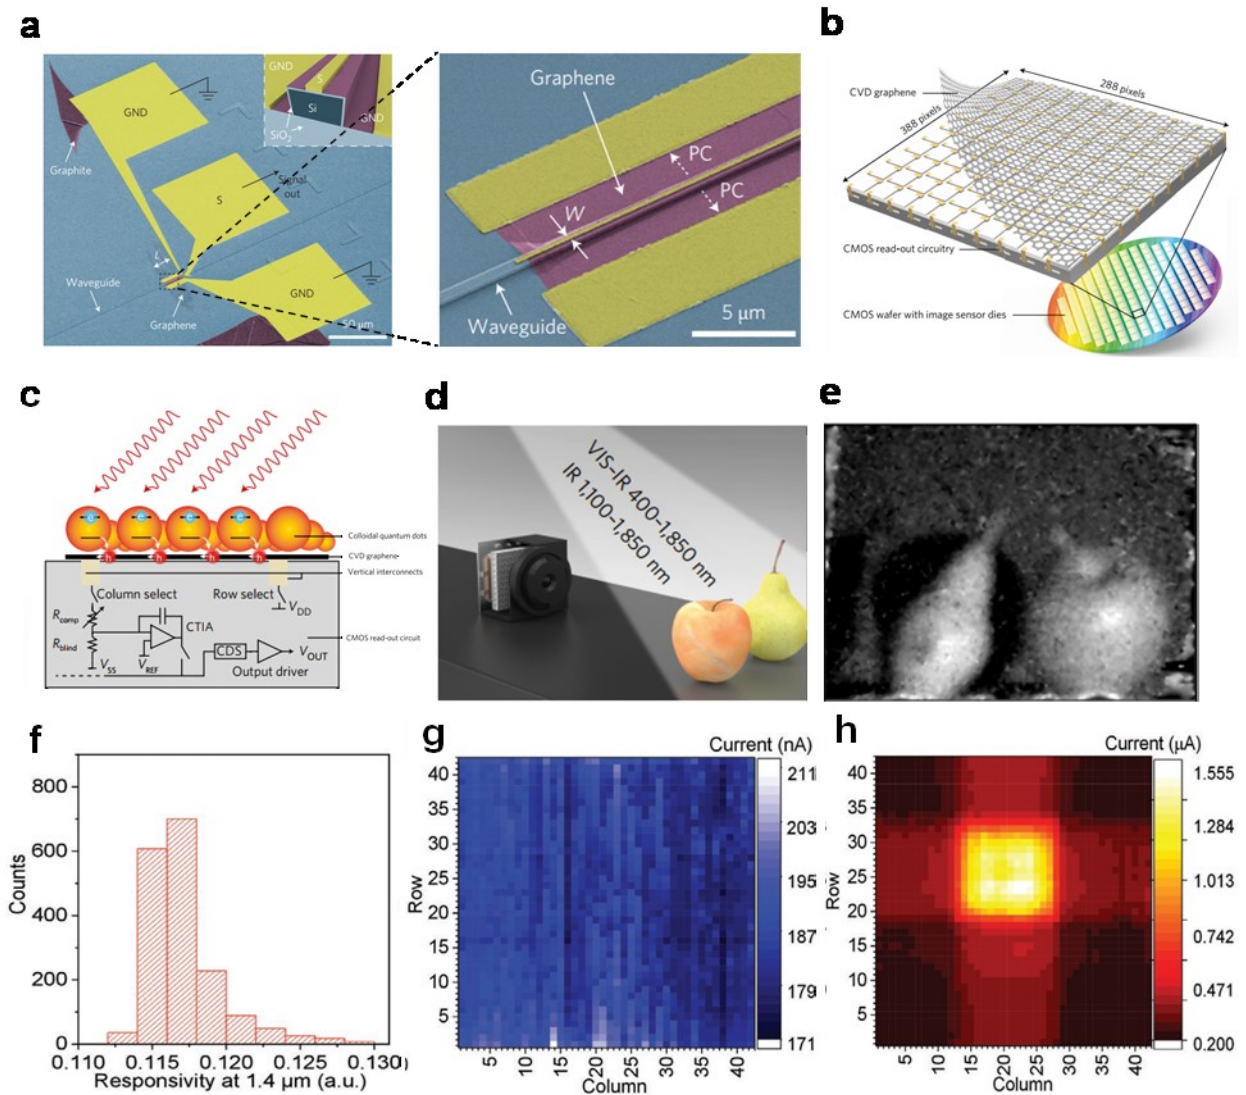 a
GND
Graphite
S
Signal
out
L
Waveguide
Graphene
GND
50 µm
GND
S
Si
GND
SiO2
Graphene
PC
PC
W
Waveguide
5 µm
b
CVD graphene
288 pixels
388 pixels
CMOS read-out circuitry
CMOS wafer with image sensor dies
c
e e e e
h h h h
Colloidal quantum dots
CVD graphene
Vertical interconnects
Column select
Row select
VDD
Rcomp
CTIA
Rblind
CMOS read-out circuit
VSS
VREF
CDS
VOUT
Output driver
d
VIS–IR 400–1,850 nm
IR 1,100–1,850 nm
e
f
Counts
800
600
400
200
0
0.110 0.115 0.120 0.125 0.130
Responsivity at 1.4 µm (a.u.)
g
Current (nA)
Row
40
35
30
25
20
15
10
5
5 10 15 20 25 30 35 40
Column
211
203
195
187
179
171
h
Current (µA)
Row
40
35
30
25
20
15
10
5
5 10 15 20 25 30 35 40
Column
1.555
1.284
1.013
0.742
0.471
0.200